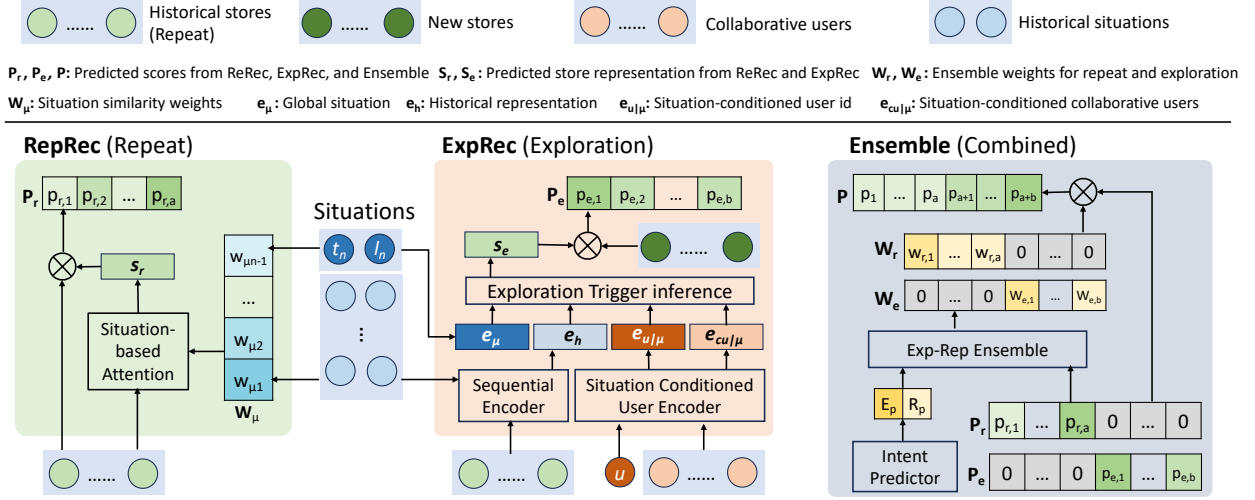 ...... Historical stores (Repeat)
...... New stores
...... Collaborative users
...... Historical situations
P_r, P_e, P: Predicted scores from ReRec, ExpRec, and Ensemble S_r, S_e: Predicted store representation from ReRec and ExpRec W_r, W_e: Ensemble weights for repeat and exploration
W_μ: Situation similarity weights e_μ: Global situation e_h: Historical representation e_u|μ: Situation-conditioned user id e_cu|μ: Situation-conditioned collaborative users
RepRec (Repeat)
P_r p_r,1 p_r,2 ... p_r,a
s_r
Situation-
based
Attention
w_μn-1
...
w_μ2
w_μ1
W_μ
......
Situations
t_n l_n
...
ExpRec (Exploration)
P_e p_e,1 p_e,2 ... p_e,b
s_e
......
Exploration Trigger inference
e_μ e_h e_u|μ e_cu|μ
Sequential
Encoder
Situation Conditioned
User Encoder
...... u ......
Ensemble (Combined)
P p_1 ... p_a p_a+1 ... p_a+b
W_r w_r,1 ... w_r,a 0 ... 0
W_e 0 ... 0 w_e,1 ... w_e,b
Exp-Rep Ensemble
E_p R_p
Intent
Predictor
P_r p_r,1 ... p_r,a 0 ... 0
P_e 0 ... 0 p_e,1 ... p_e,b